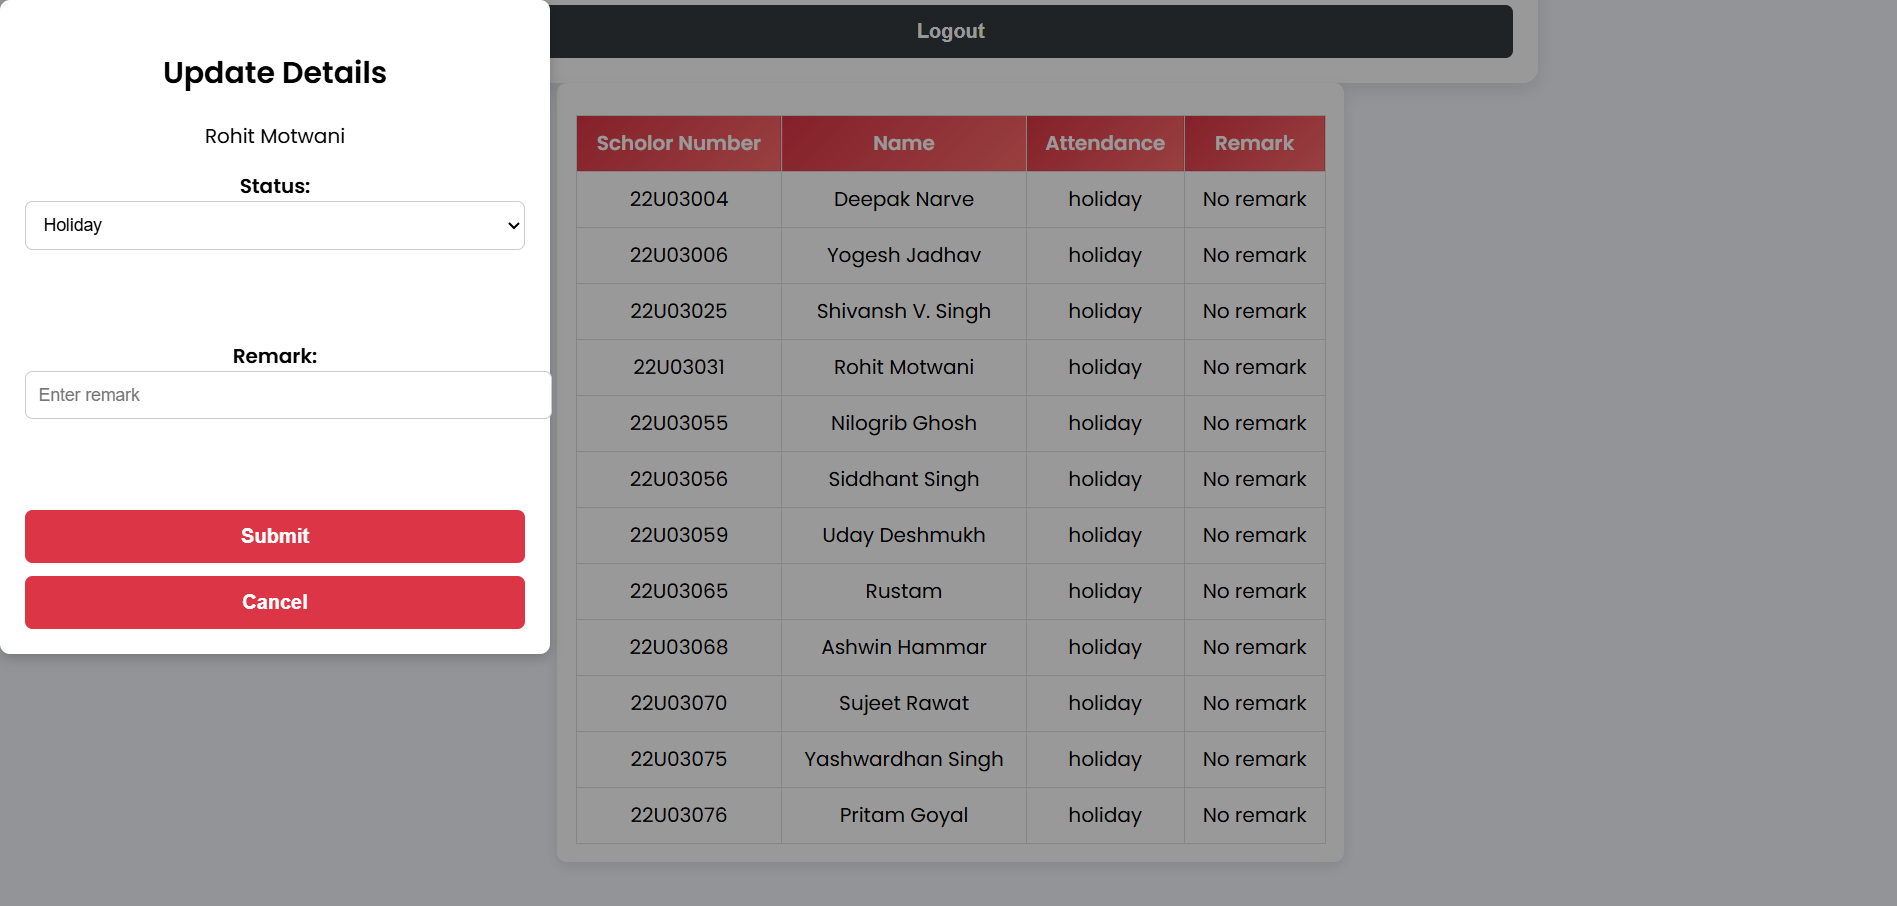 Logout
Update Details
Rohit Motwani
Status:
Holiday
Remark:
Enter remark
Submit
Cancel
Scholor Number Name Attendance Remark
22U03004 Deepak Narve holiday No remark
22U03006 Yogesh Jadhav holiday No remark
22U03025 Shivansh V. Singh holiday No remark
22U03031 Rohit Motwani holiday No remark
22U03055 Nilogrib Ghosh holiday No remark
22U03056 Siddhant Singh holiday No remark
22U03059 Uday Deshmukh holiday No remark
22U03065 Rustam holiday No remark
22U03068 Ashwin Hammar holiday No remark
22U03070 Sujeet Rawat holiday No remark
22U03075 Yashwardhan Singh holiday No remark
22U03076 Pritam Goyal holiday No remark